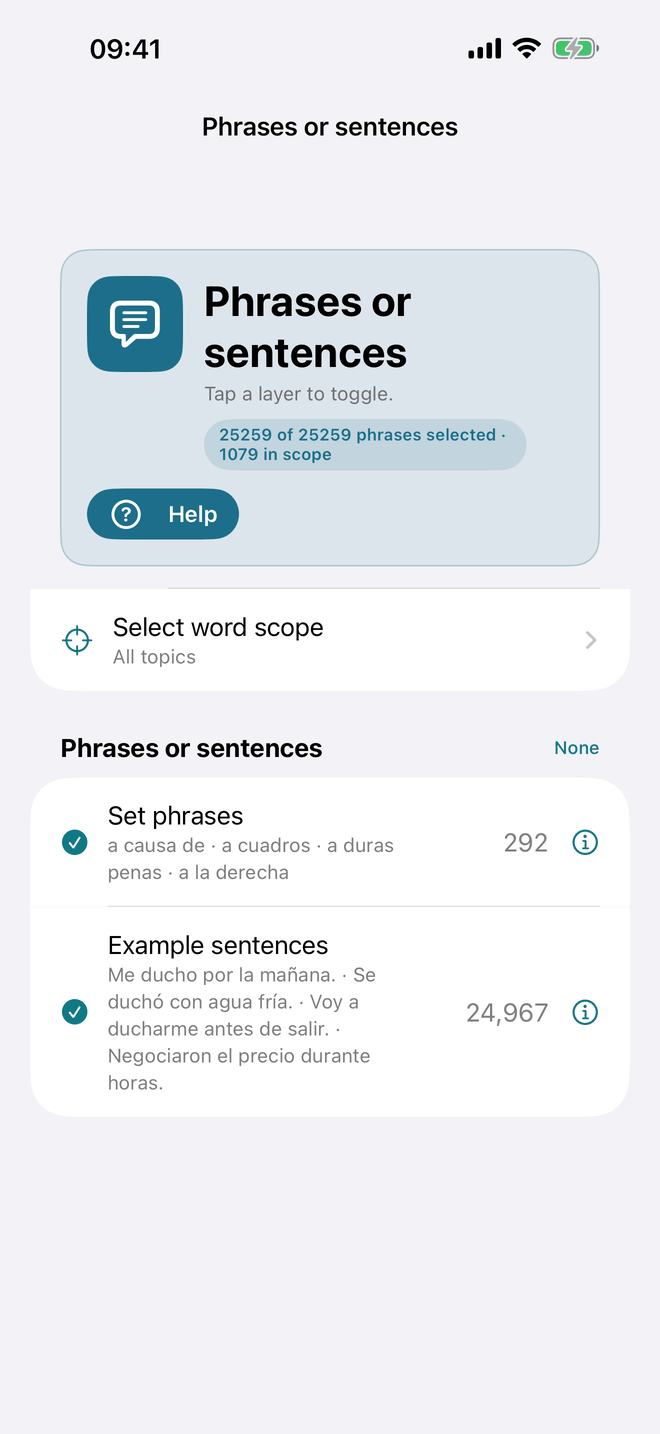 09:41
Phrases or sentences
Phrases or
sentences
Tap a layer to toggle.
25259 of 25259 phrases selected ·
1079 in scope
Help
Select word scope
All topics
Phrases or sentences
None
Set phrases
a causa de · a cuadros · a duras
penas · a la derecha
292
Example sentences
Me ducho por la mañana. · Se
duchó con agua fría. · Voy a
ducharme antes de salir. ·
Negociaron el precio durante
horas.
24,967